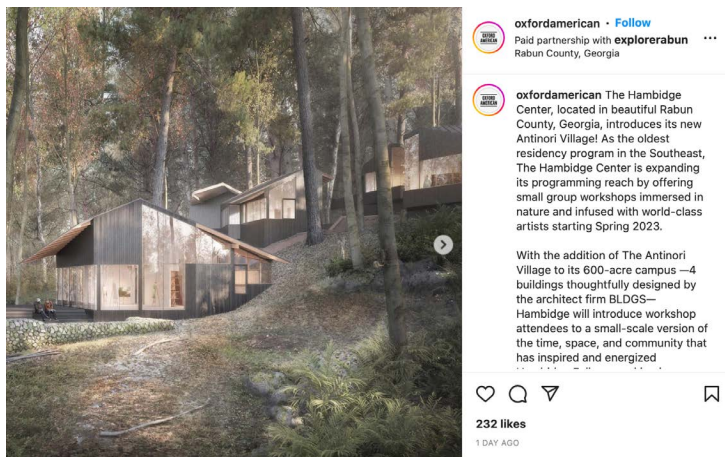 oxfordamerican • Follow
Paid partnership with explorerabun
Rabun County, Georgia
OXFORD
AMERICAN
OXFORD
AMERICAN
oxfordamerican The Hambidge
Center, located in beautiful Rabun
County, Georgia, introduces its new
Antinori Village! As the oldest
residency program in the Southeast,
The Hambidge Center is expanding
its programming reach by offering
small group workshops immersed in
nature and infused with world-class
artists starting Spring 2023.
With the addition of The Antinori
Village to its 600-acre campus —4
buildings thoughtfully designed by
the architect firm BLDGS—
Hambidge will introduce workshop
attendees to a small-scale version of
the time, space, and community that
has inspired and energized
232 likes
1 DAY AGO